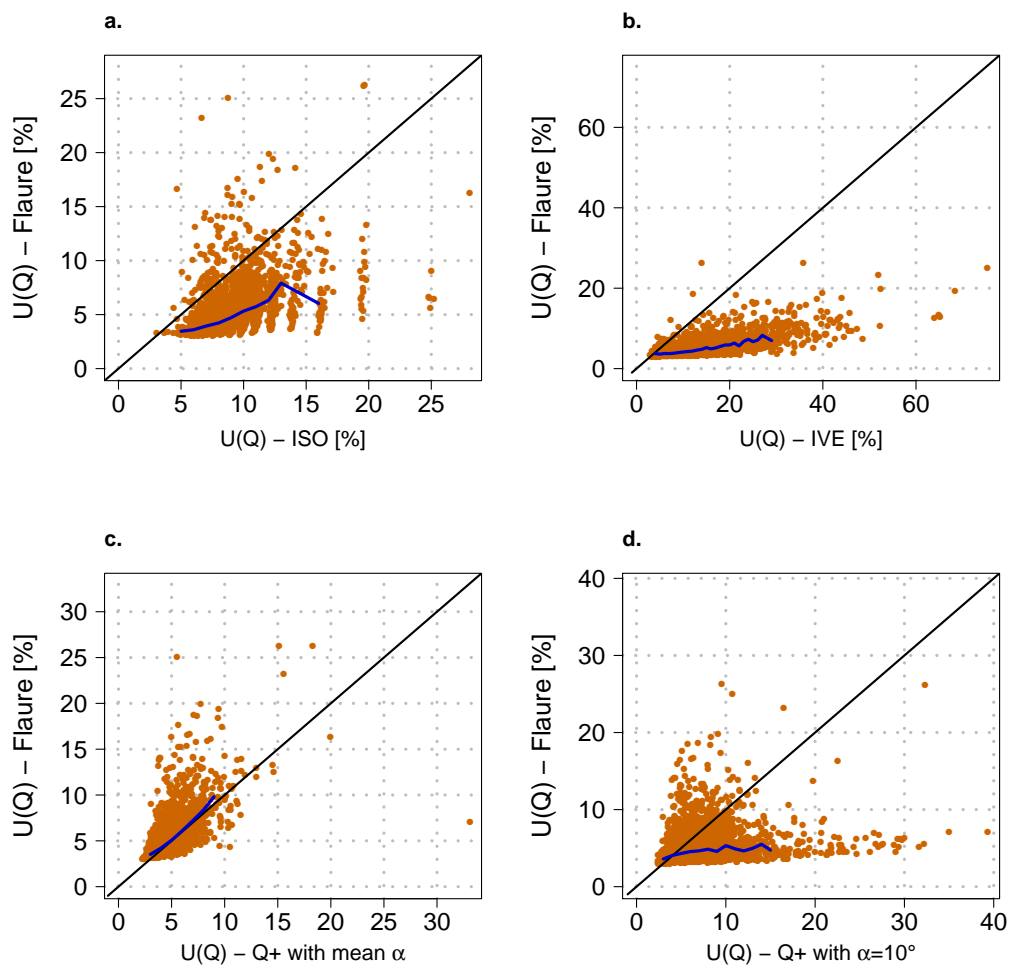 a.
U(Q) − Flaure [%]
25
20
15
10
5
0
0 5 10 15 20 25
U(Q) − ISO [%]
b.
U(Q) − Flaure [%]
60
40
20
0
0 20 40 60
U(Q) − IVE [%]
c.
U(Q) − Flaure [%]
30
25
20
15
10
5
0
0 5 10 15 20 25 30
U(Q) − Q+ with mean α
d.
U(Q) − Flaure [%]
40
30
20
10
0
0 10 20 30 40
U(Q) − Q+ with α=10°